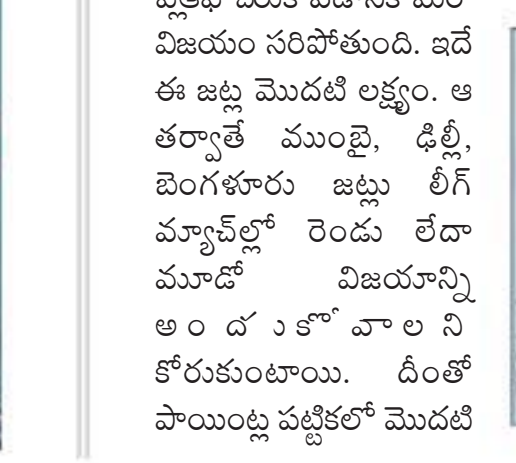 విజయం సరిపోతుంది. ఇదే
ఈ జట్ల మొదటి లక్ష్యం. ఆ
తర్వాతే ముంబై, ఢిల్లీ,
బెంగళూరు జట్లు లీగ్
మ్యాచ్‌ల్లో రెండు లేదా
మూడో విజయాన్ని
అందుకోవాలని
కోరుకుంటాయి. దీంతో
పాయింట్ల పట్టికలో మొదటి